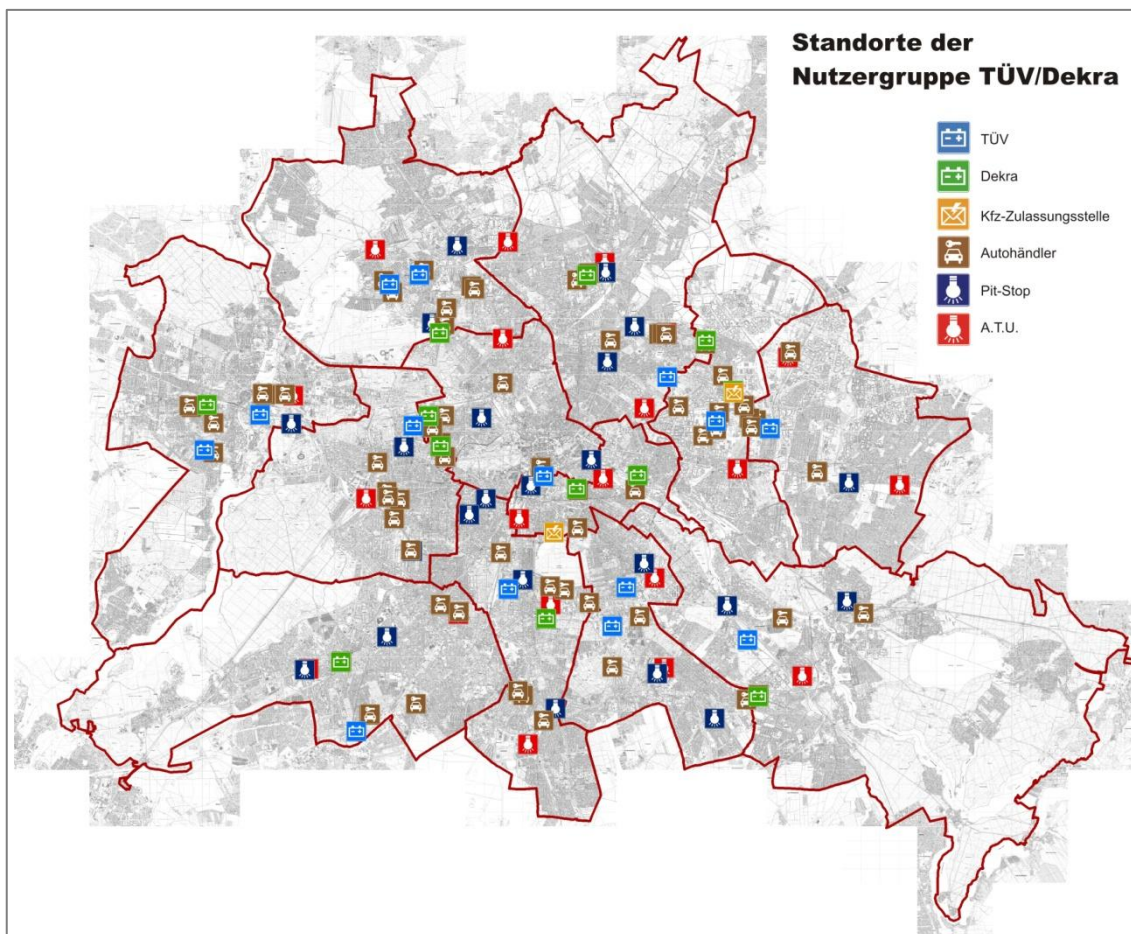 Standorte der
Nutzergruppe TÜV/Dekra
TÜV
Dekra
Kfz-Zulassungsstelle
Autohändler
Pit-Stop
A.T.U.